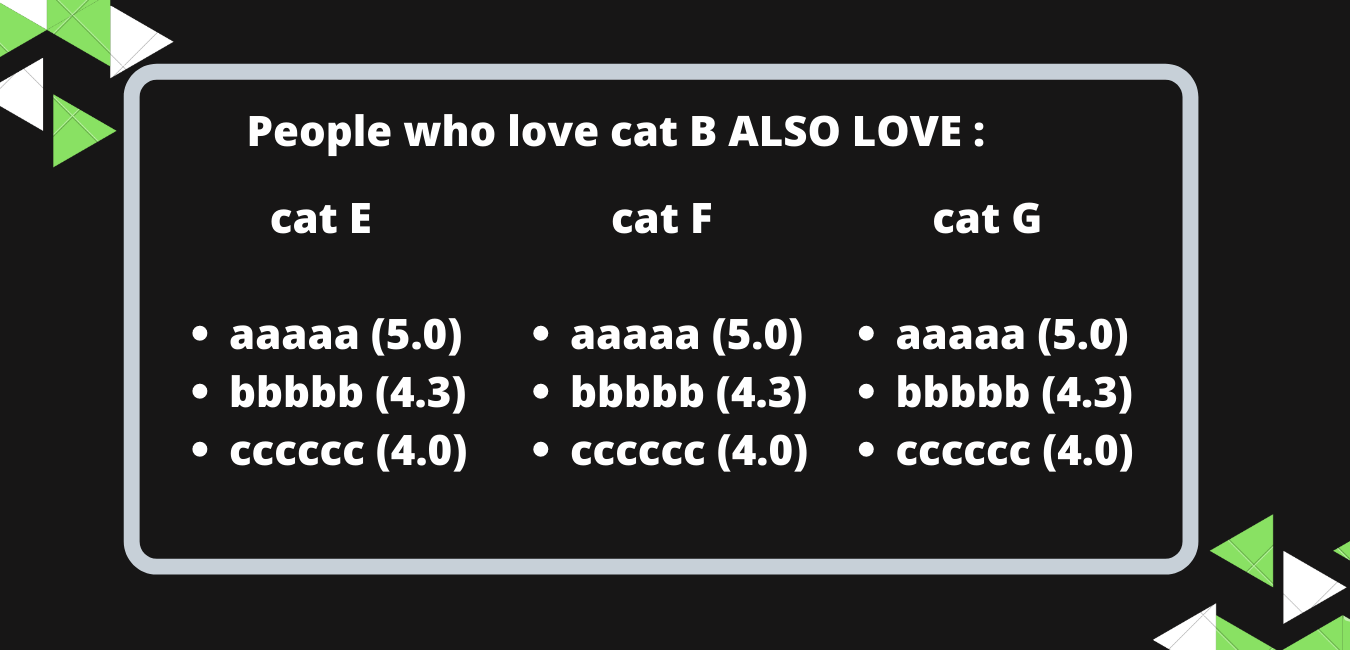 People who love cat B ALSO LOVE :
cat E cat F cat G
• aaaaa (5.0) • aaaaa (5.0) • aaaaa (5.0)
• bbbbb (4.3) • bbbbb (4.3) • bbbbb (4.3)
• cccccc (4.0) • cccccc (4.0) • cccccc (4.0)